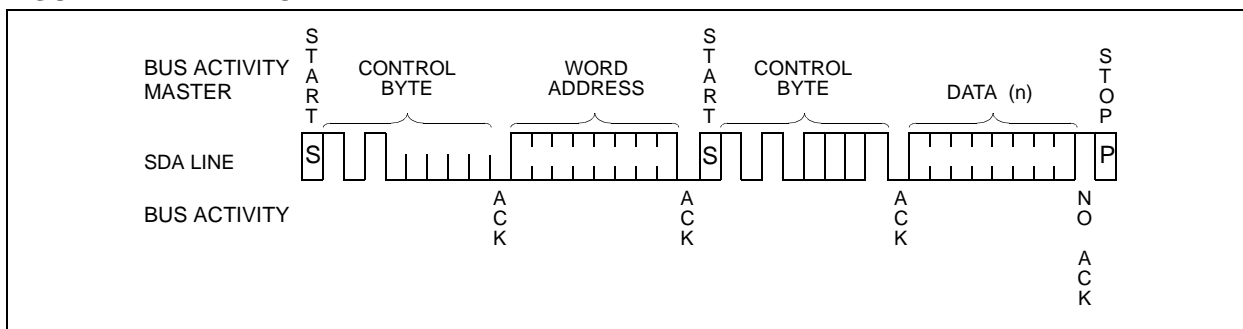 START
START
STOP
BUS ACTIVITY
MASTER
CONTROL
BYTE
WORD
ADDRESS
CONTROL
BYTE
DATA (n)
SDA LINE
S
S
P
BUS ACTIVITY
ACK
ACK
ACK
NO ACK